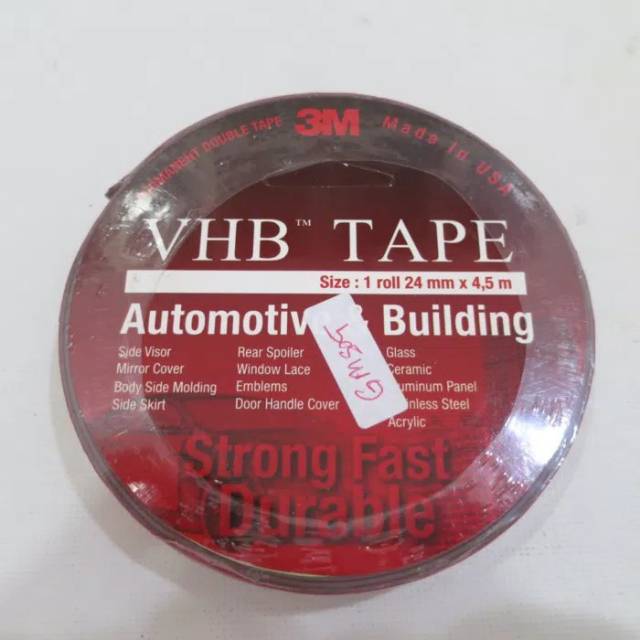 PERMANENT DOUBLE TAPE 3M Made In USA
VHB™ TAPE
Size : 1 roll 24 mm x 4,5 m
Automotive & Building
Side Visor
Mirror Cover
Body Side Molding
Side Skirt
Rear Spoiler
Window Lace
Emblems
Door Handle Cover
Glass
Ceramic
Aluminum Panel
Stainless Steel
Acrylic
Strong Fast
Durable